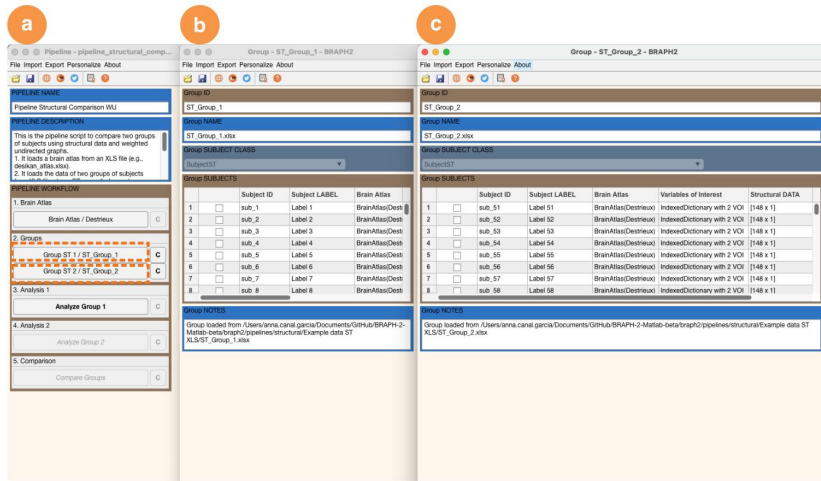 a
b
c
Pipeline - pipeline_structural_comp...
File Import Export Personalize About
PIPELINE NAME
Pipeline Structural Comparison WU
PIPELINE DESCRIPTION
This is the pipeline script to compare two groups
of subjects using structural data and weighted
undirected graphs.
1. It loads a brain atlas from an XLS file (e.g.,
desikan_atlas.xlsx).
2. It loads the data of two groups of subjects
PIPELINE WORKFLOW
1. Brain Atlas
Brain Atlas / Destrieux C
2. Groups
Group ST 1 / ST_Group_1 C
Group ST 2 / ST_Group_2 C
3. Analysis 1
Analyze Group 1 C
4. Analysis 2
Analyze Group 2 C
5. Comparison
Compare Groups C
Group - ST_Group_1 - BRAPH2
File Import Export Personalize About
Group ID
ST_Group_1
Group NAME
ST_Group_1.xlsx
Group SUBJECT CLASS
SubjectST
Group SUBJECTS
Subject ID Subject LABEL Brain Atlas
1 sub_1 Label 1 BrainAtlas(Destr
2 sub_2 Label 2 BrainAtlas(Destr
3 sub_3 Label 3 BrainAtlas(Destr
4 sub_4 Label 4 BrainAtlas(Destr
5 sub_5 Label 5 BrainAtlas(Destr
6 sub_6 Label 6 BrainAtlas(Destr
7 sub_7 Label 7 BrainAtlas(Destr
8 sub_8 Label 8 BrainAtlas(Destr
Group NOTES
Group loaded from /Users/anna.canal.garcia/Documents/GitHub/BRAPH-2-
Matlab-beta/braph2/pipelines/structural/Example data ST
XLS/ST_Group_1.xlsx
Group - ST_Group_2 - BRAPH2
File Import Export Personalize About
Group ID
ST_Group_2
Group NAME
ST_Group_2.xlsx
Group SUBJECT CLASS
SubjectST
Group SUBJECTS
Subject ID Subject LABEL Brain Atlas Variables of Interest Structural DATA
1 sub_51 Label 51 BrainAtlas(Destrieux) IndexedDictionary with 2 VOI [148 x 1]
2 sub_52 Label 52 BrainAtlas(Destrieux) IndexedDictionary with 2 VOI [148 x 1]
3 sub_53 Label 53 BrainAtlas(Destrieux) IndexedDictionary with 2 VOI [148 x 1]
4 sub_54 Label 54 BrainAtlas(Destrieux) IndexedDictionary with 2 VOI [148 x 1]
5 sub_55 Label 55 BrainAtlas(Destrieux) IndexedDictionary with 2 VOI [148 x 1]
6 sub_56 Label 56 BrainAtlas(Destrieux) IndexedDictionary with 2 VOI [148 x 1]
7 sub_57 Label 57 BrainAtlas(Destrieux) IndexedDictionary with 2 VOI [148 x 1]
8 sub_58 Label 58 BrainAtlas(Destrieux) IndexedDictionary with 2 VOI [148 x 1]
Group NOTES
Group loaded from /Users/anna.canal.garcia/Documents/GitHub/BRAPH-2-Matlab-beta/braph2/pipelines/structural/Example data ST
XLS/ST_Group_2.xlsx